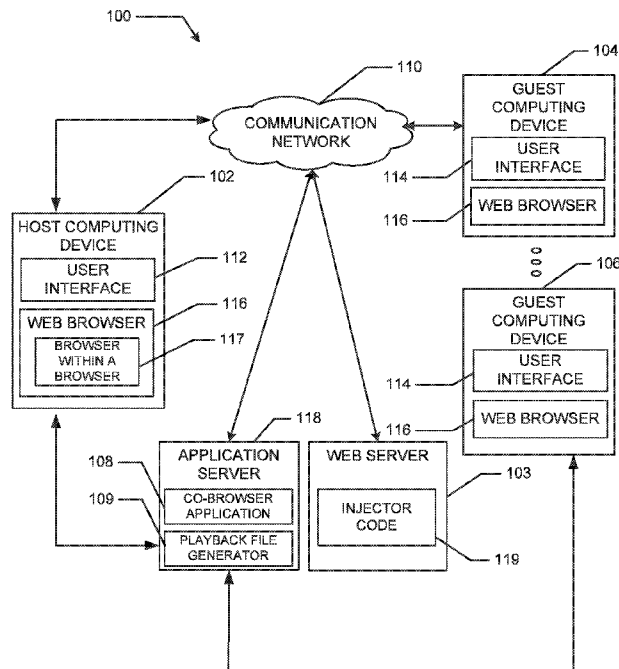 100
110
COMMUNICATION
NETWORK
104
GUEST
COMPUTING
DEVICE
114
USER
INTERFACE
116
WEB BROWSER
102
HOST COMPUTING
DEVICE
112
USER
INTERFACE
116
WEB BROWSER
117
BROWSER
WITHIN A
BROWSER
106
GUEST
COMPUTING
DEVICE
114
USER
INTERFACE
116
WEB BROWSER
118
APPLICATION
SERVER
108
CO-BROWSER
APPLICATION
109
PLAYBACK FILE
GENERATOR
WEB SERVER
103
INJECTOR
CODE
119